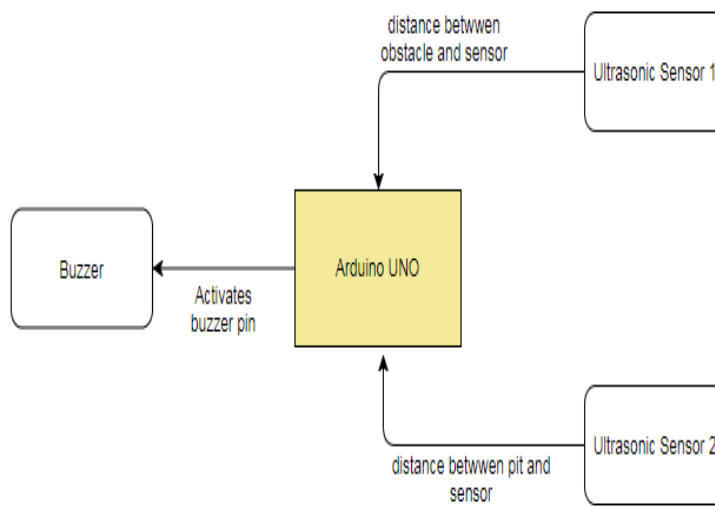 distance betwwen
obstacle and sensor
Ultrasonic Sensor 1
Arduino UNO
Buzzer
Activates
buzzer pin
Ultrasonic Sensor 2
distance betwwen pit and
sensor